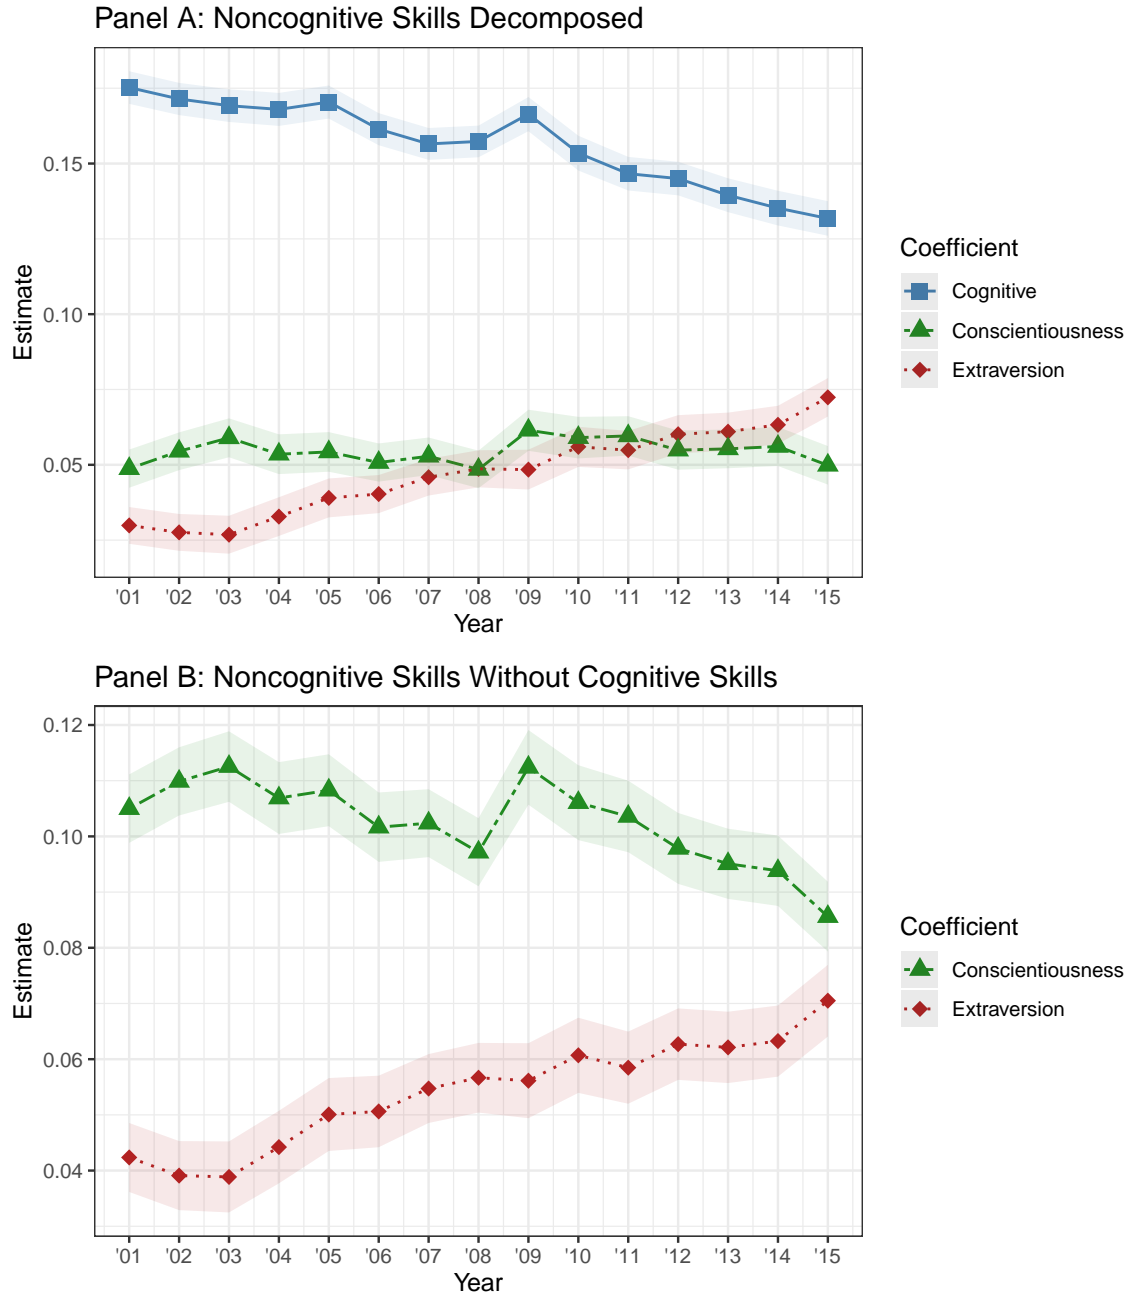 Panel A: Noncognitive Skills Decomposed
0.15
0.10
0.05
Estimate
'01 '02 '03 '04 '05 '06 '07 '08 '09 '10 '11 '12 '13 '14 '15
Year
Coefficient
Cognitive
Conscientiousness
Extraversion
Panel B: Noncognitive Skills Without Cognitive Skills
0.12
0.10
0.08
0.06
0.04
Estimate
'01 '02 '03 '04 '05 '06 '07 '08 '09 '10 '11 '12 '13 '14 '15
Year
Coefficient
Conscientiousness
Extraversion